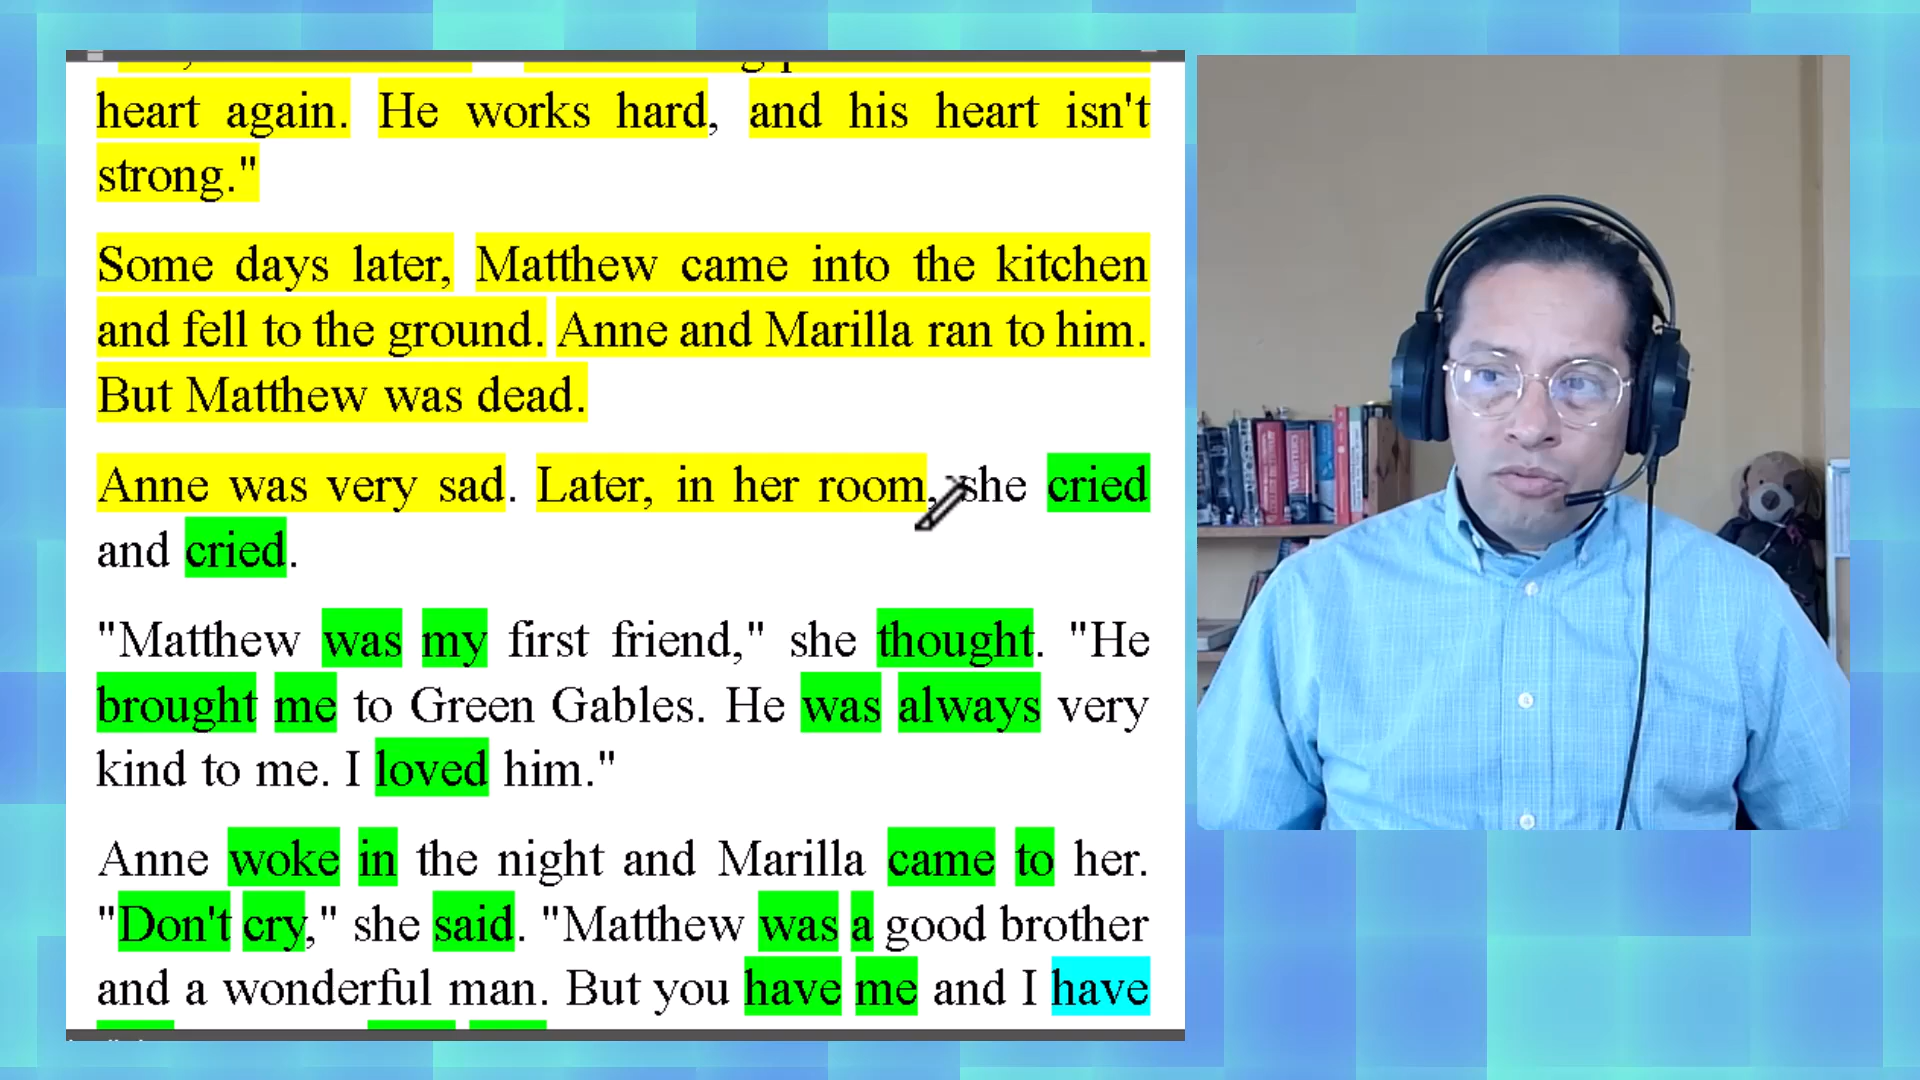 heart again. He works hard, and his heart isn't
strong."
Some days later, Matthew came into the kitchen
and fell to the ground. Anne and Marilla ran to him.
But Matthew was dead.
Anne was very sad. Later, in her room, she cried
and cried.
"Matthew was my first friend," she thought. "He
brought me to Green Gables. He was always very
kind to me. I loved him."
Anne woke in the night and Marilla came to her.
"Don't cry," she said. "Matthew was a good brother
and a wonderful man. But you have me and I have